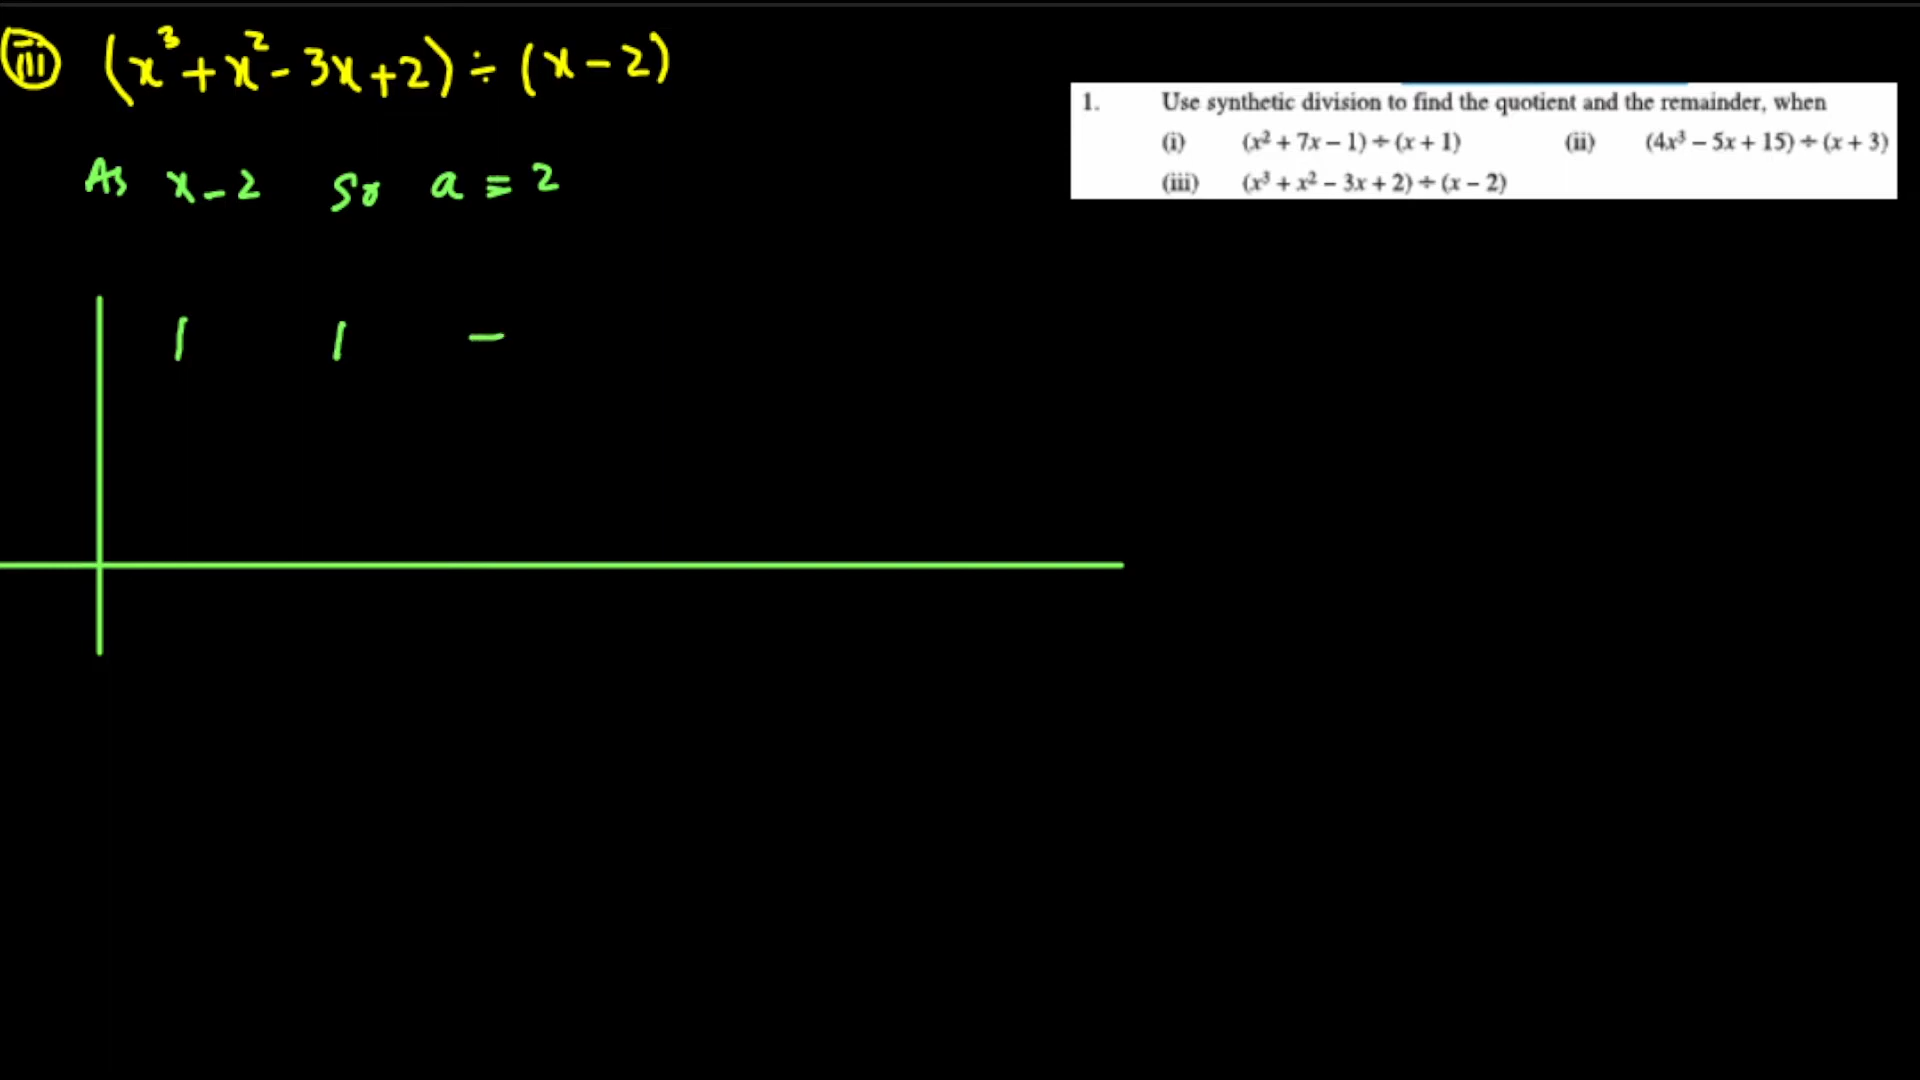 (iii) (x³ + x² - 3x + 2) ÷ (x - 2)
1. Use synthetic division to find the quotient and the remainder, when
(i) (x² + 7x – 1) ÷ (x + 1) (ii) (4x³ – 5x + 15) ÷ (x + 3)
(iii) (x³ + x² – 3x + 2) ÷ (x – 2)
As x - 2 So a = 2
1 1 -